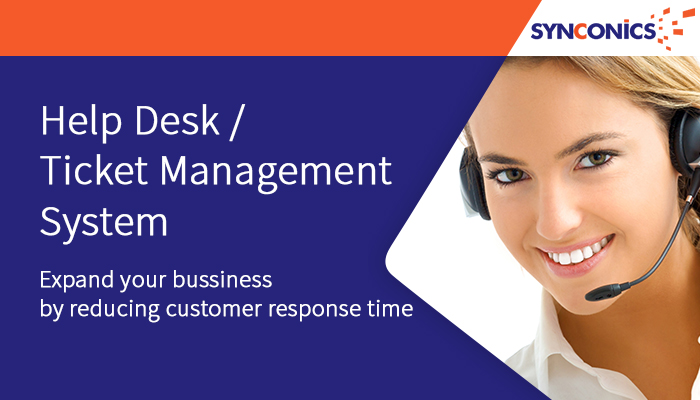 SYNCONICS
Help Desk /
Ticket Management
System
Expand your bussiness
by reducing customer response time